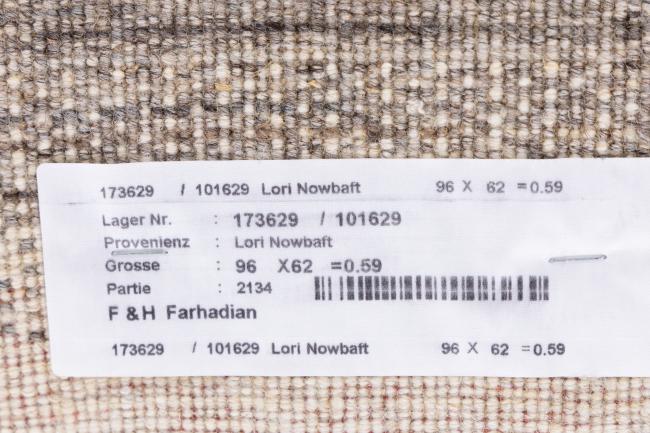 173629 / 101629 Lori Nowbaft 96 X 62 =0.59
Lager Nr. : 173629 / 101629
Provenienz : Lori Nowbaft
Grosse : 96 X62 =0.59
Partie : 2134
F &H Farhadian
173629 / 101629 Lori Nowbaft 96 X 62 =0.59